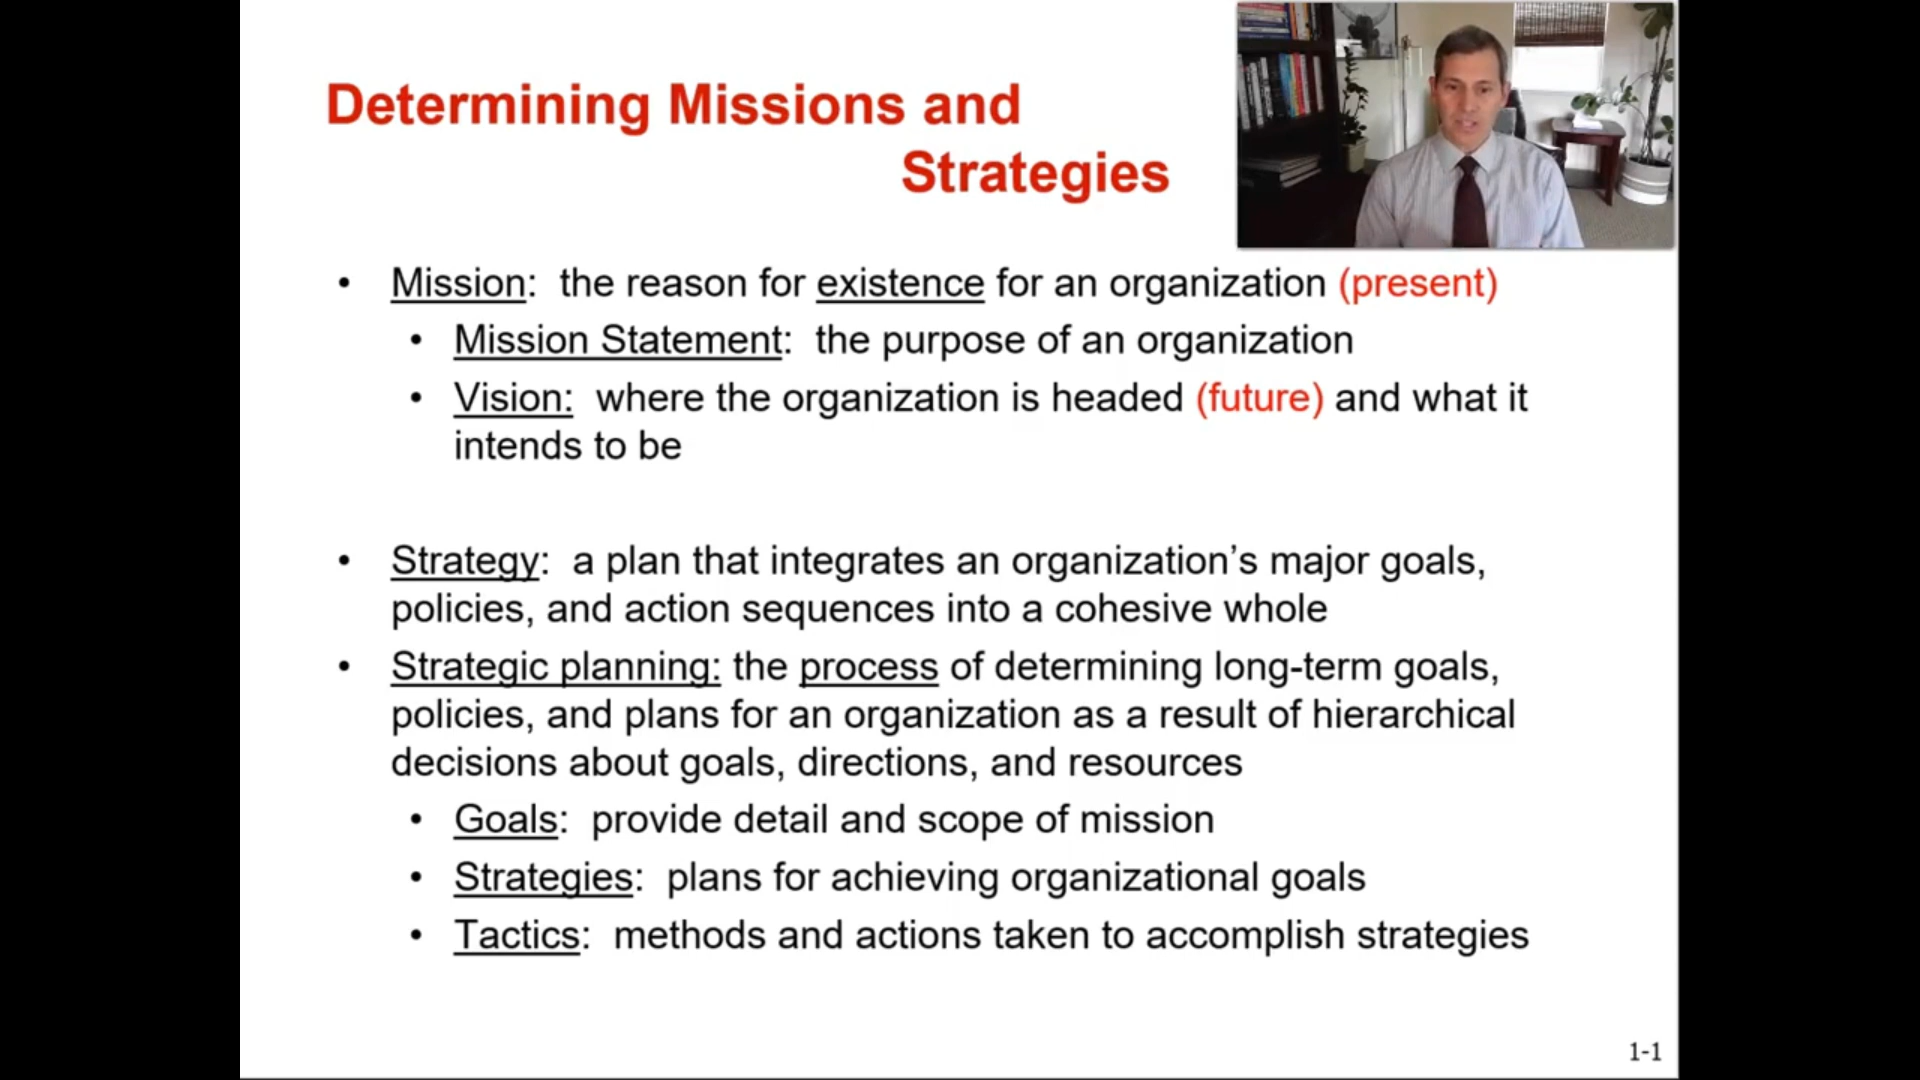 Determining Missions and
Strategies
• Mission:  the reason for existence for an organization (present)
• Mission Statement:  the purpose of an organization
• Vision:  where the organization is headed (future) and what it
intends to be
• Strategy:  a plan that integrates an organization’s major goals,
policies, and action sequences into a cohesive whole
• Strategic planning: the process of determining long-term goals,
policies, and plans for an organization as a result of hierarchical
decisions about goals, directions, and resources
• Goals:  provide detail and scope of mission
• Strategies:  plans for achieving organizational goals
• Tactics:  methods and actions taken to accomplish strategies
1-1